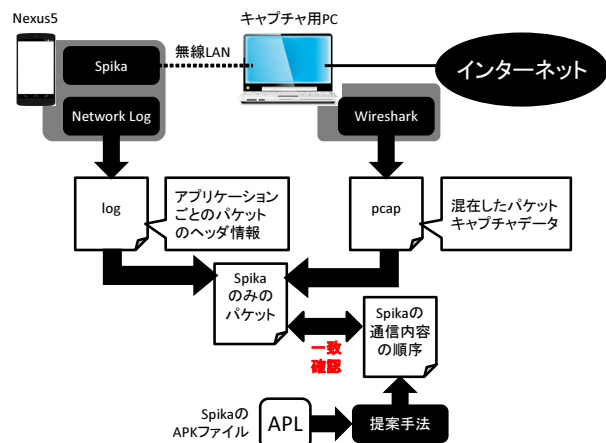 Nexus5
キャプチャ用PC
Spika
無線LAN
インターネット
Network Log
Wireshark
log
アプリケーション
ごとのパケット
のヘッダ情報
pcap
混在したパケット
キャプチャデータ
Spika
のみの
パケット
Spikaの
通信内容
の順序
一致
確認
Spikaの
APKファイル
APL
提案手法